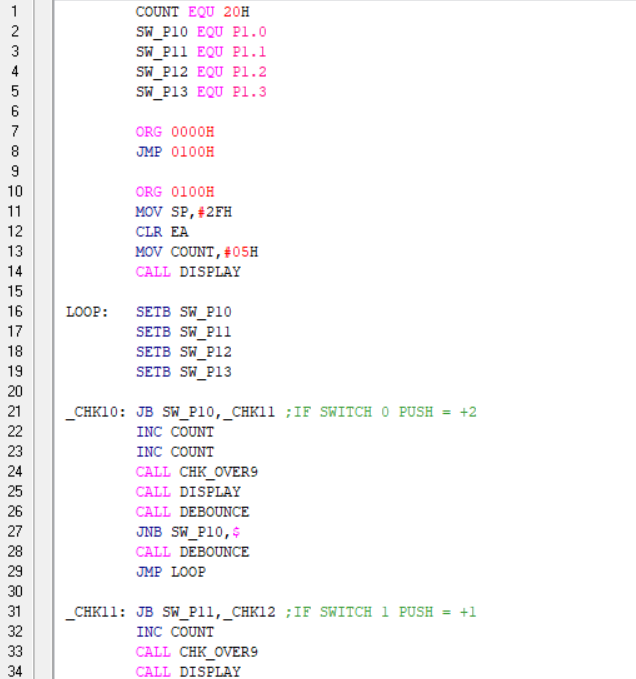 1 COUNT EQU 20H
2 SW_P10 EQU P1.0
3 SW_P11 EQU P1.1
4 SW_P12 EQU P1.2
5 SW_P13 EQU P1.3
6
7 ORG 0000H
8 JMP 0100H
9
10 ORG 0100H
11 MOV SP,#2FH
12 CLR EA
13 MOV COUNT,#05H
14 CALL DISPLAY
15
16 LOOP: SETB SW_P10
17 SETB SW_P11
18 SETB SW_P12
19 SETB SW_P13
20
21 _CHK10: JB SW_P10,_CHK11 ;IF SWITCH 0 PUSH = +2
22 INC COUNT
23 INC COUNT
24 CALL CHK_OVER9
25 CALL DISPLAY
26 CALL DEBOUNCE
27 JNB SW_P10,$
28 CALL DEBOUNCE
29 JMP LOOP
30
31 _CHK11: JB SW_P11,_CHK12 ;IF SWITCH 1 PUSH = +1
32 INC COUNT
33 CALL CHK_OVER9
34 CALL DISPLAY